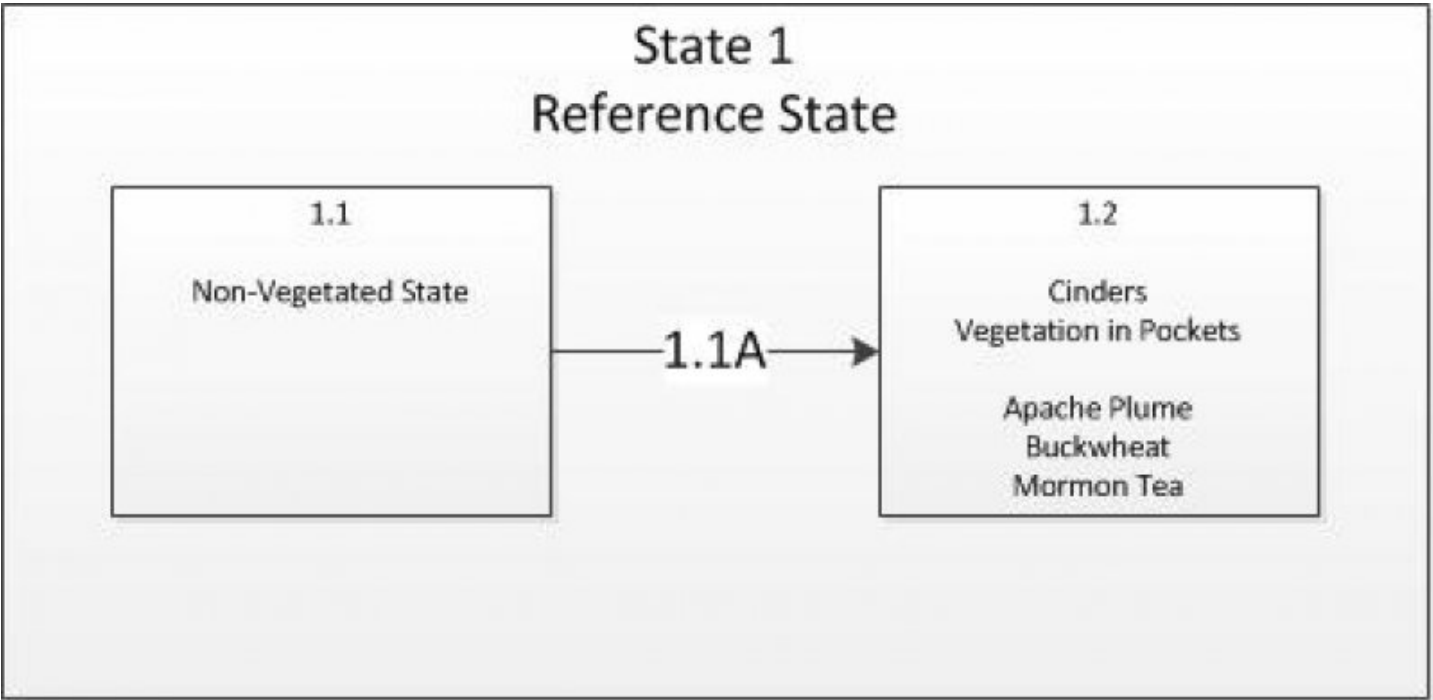 State 1
Reference State
1.1
Non-Vegetated State
1.1A
1.2
Cinders
Vegetation in Pockets
Apache Plume
Buckwheat
Mormon Tea